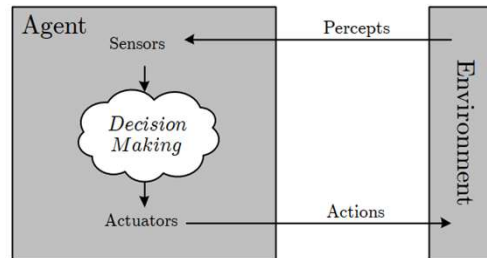 Agent
Sensors
Percepts
Decision
Making
Environment
Actuators
Actions